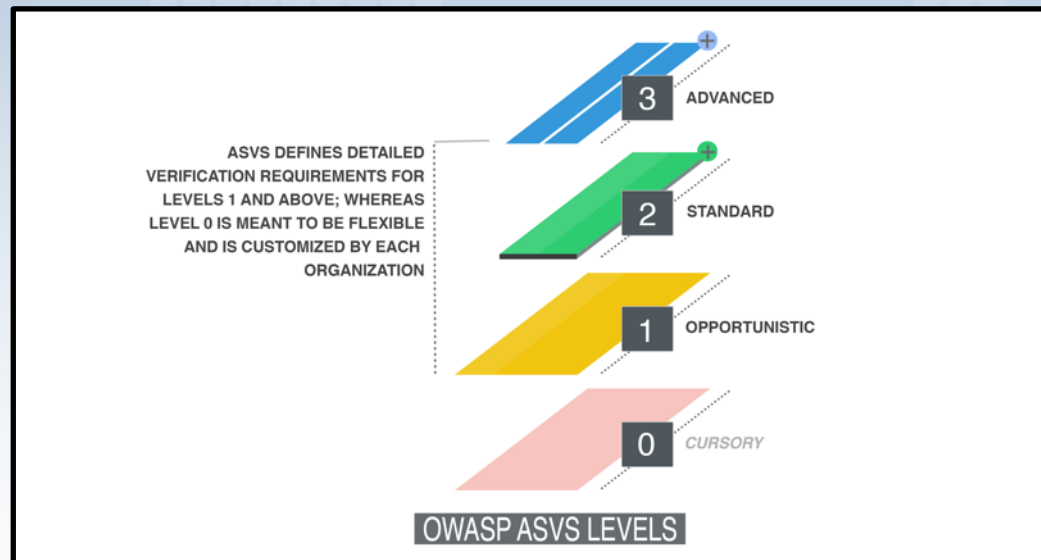 3 ADVANCED
ASVS DEFINES DETAILED
VERIFICATION REQUIREMENTS FOR
LEVELS 1 AND ABOVE; WHEREAS
LEVEL 0 IS MEANT TO BE FLEXIBLE
AND IS CUSTOMIZED BY EACH
ORGANIZATION
2 STANDARD
1 OPPORTUNISTIC
0 CURSORY
OWASP ASVS LEVELS